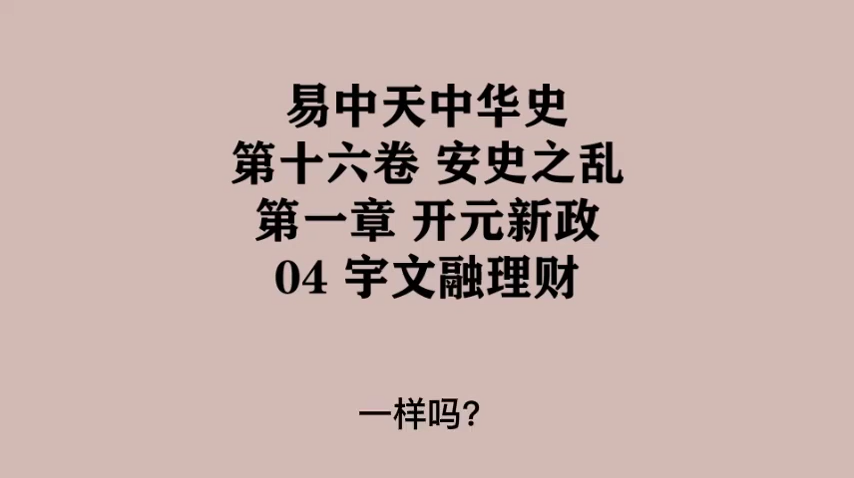 易中天中华史
第十六卷 安史之乱
第一章 开元新政
04 宇文融理财
一样吗?